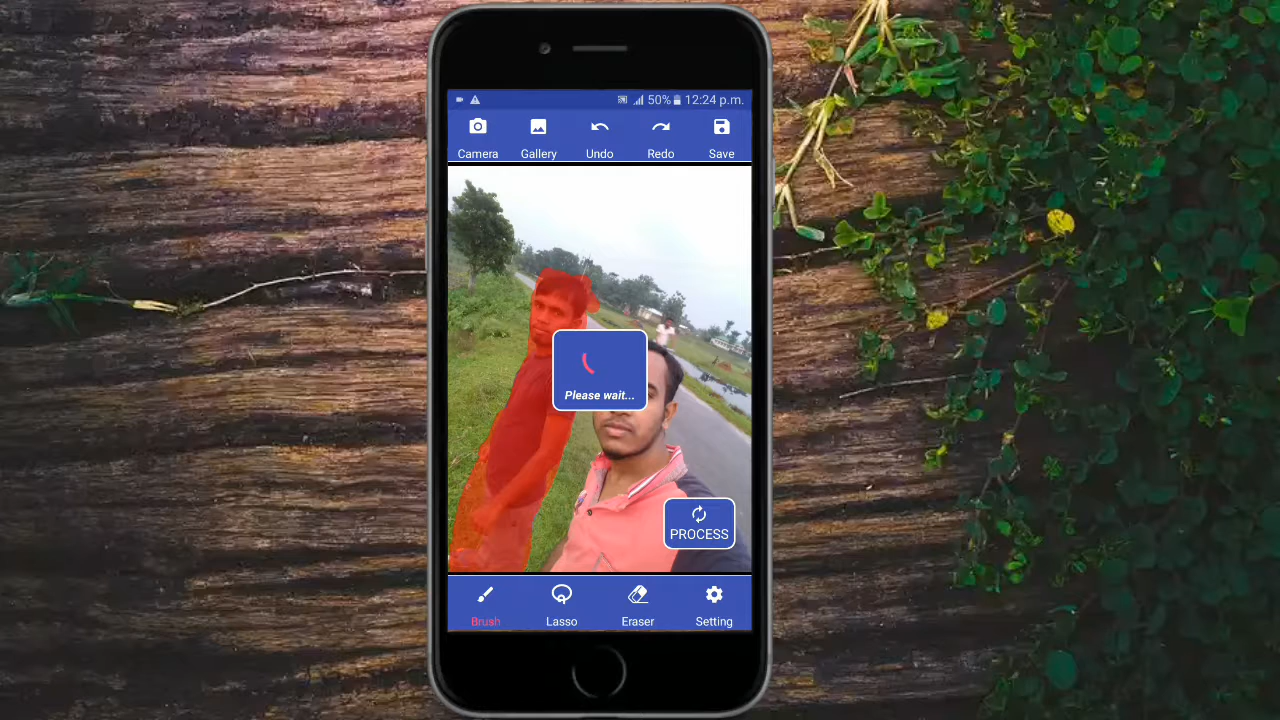 50% 12:24 p.m.
Camera Gallery Undo Redo Save
Please wait...
PROCESS
Brush Lasso Eraser Setting